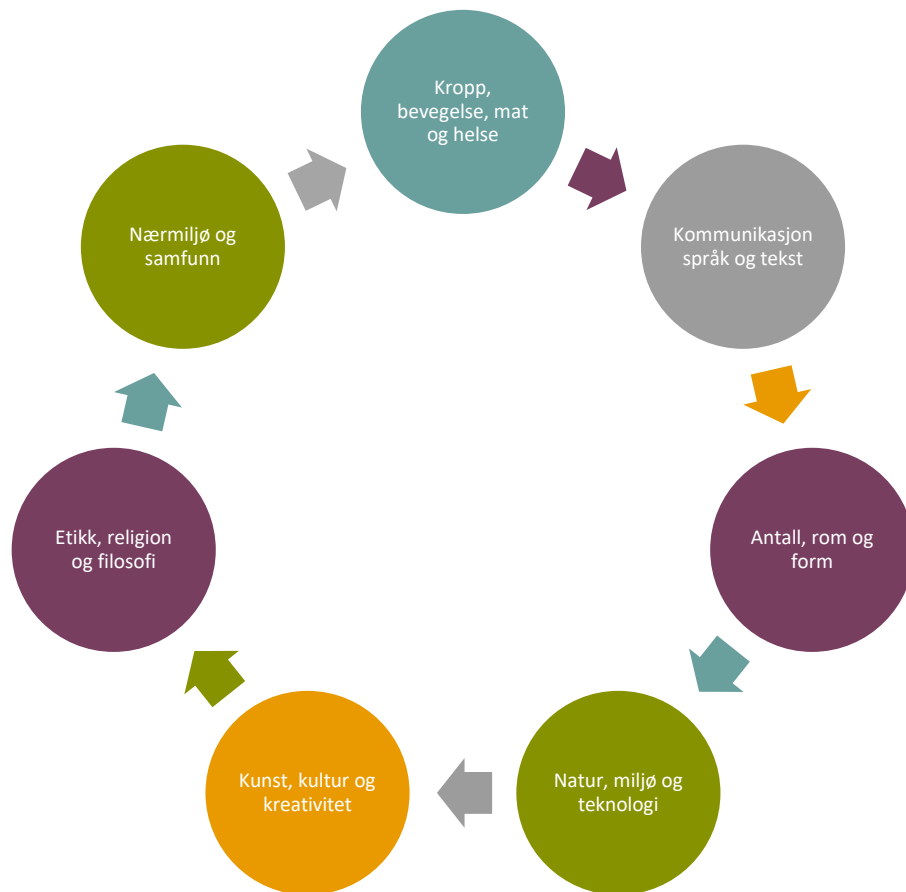 Kropp,
bevegelse, mat
og helse
Kommunikasjon
språk og tekst
Antall, rom og
form
Natur, miljø og
teknologi
Kunst, kultur og
kreativitet
Etikk, religion
og filosofi
Nærmiljø og
samfunn